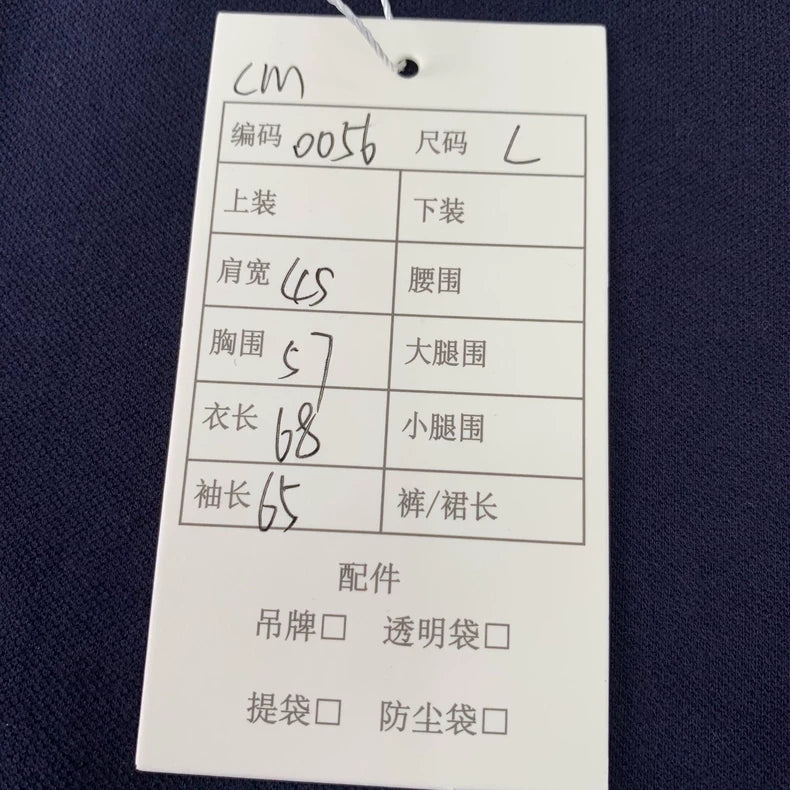 CM
编码 0056 尺码 L
上装 下装
肩宽 45 腰围
胸围 57 大腿围
衣长 68 小腿围
袖长 65 裤/裙长
配件
吊牌□ 透明袋□
提袋□ 防尘袋□